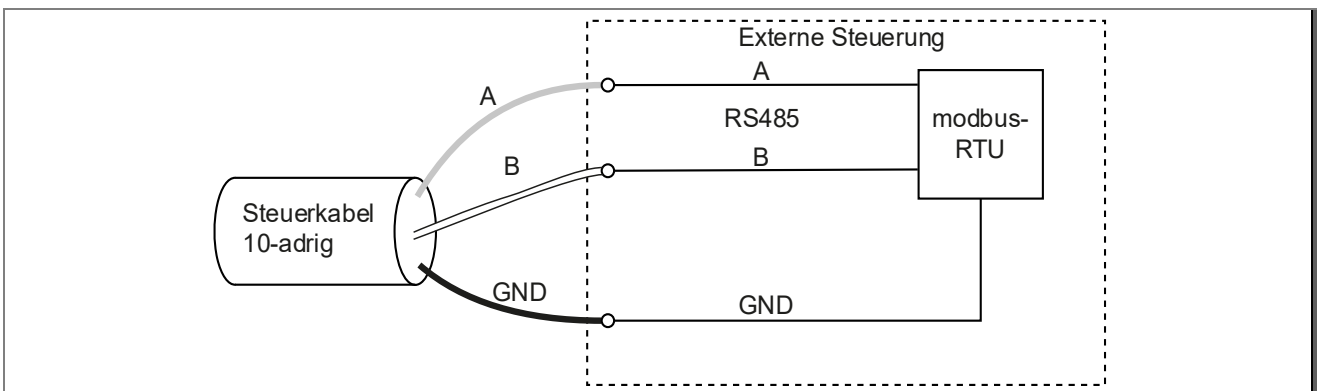 Externe Steuerung
A
A
RS485
modbus-
RTU
B
B
Steuerkabel
10-adrig
GND
GND